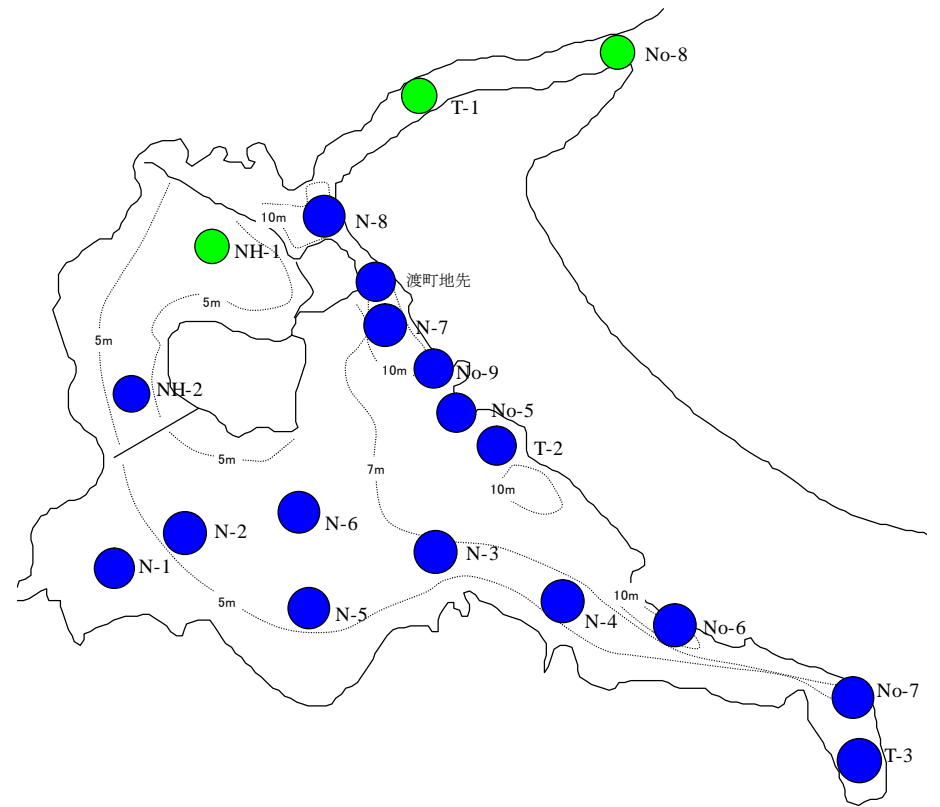 No-8
T-1
10m
N-8
NH-1
渡町地先
5m
N-7
5m
10m
No-9
NH-2
No-5
T-2
5m
7m
10m
N-6
N-2
N-3
N-1
10m
5m
N-5
N-4
No-6
No-7
T-3